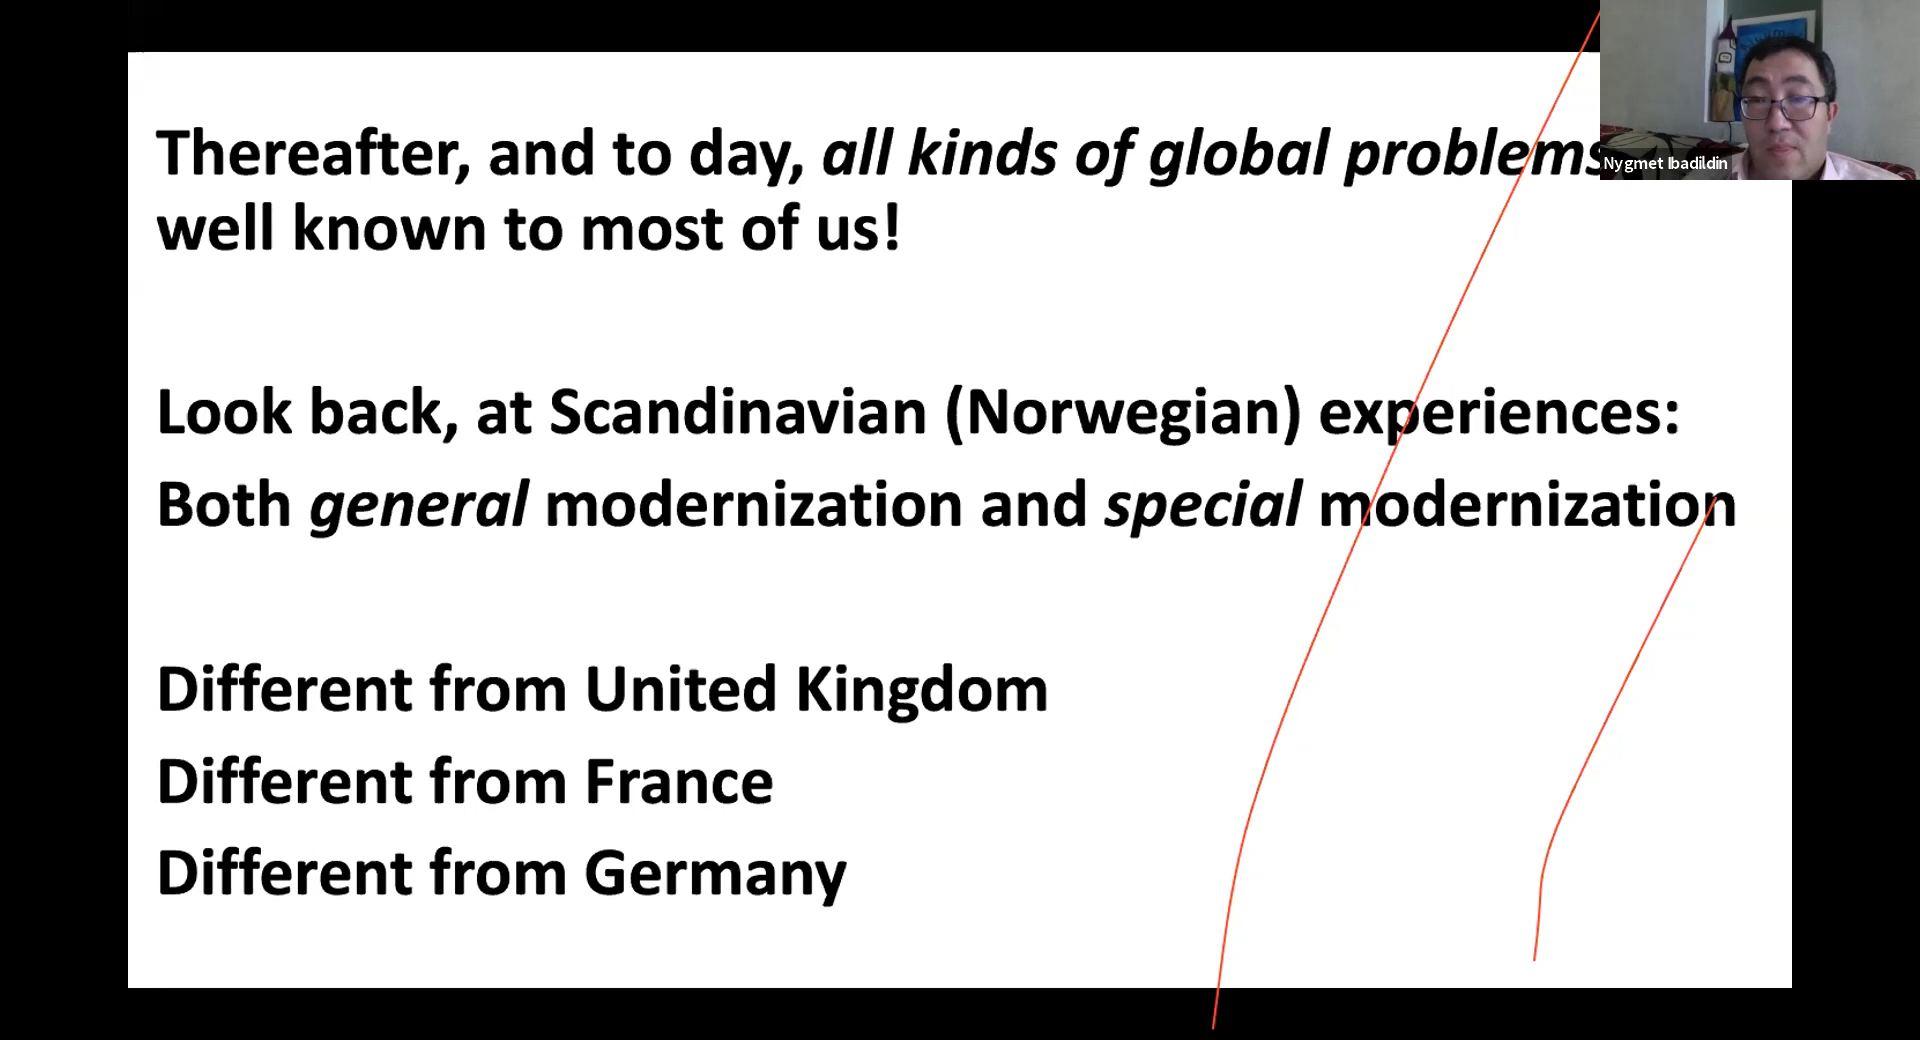 Thereafter, and to day, all kinds of global problems
well known to most of us!
Look back, at Scandinavian (Norwegian) experiences:
Both general modernization and special modernization
Different from United Kingdom
Different from France
Different from Germany
Nygmet Ibadildin